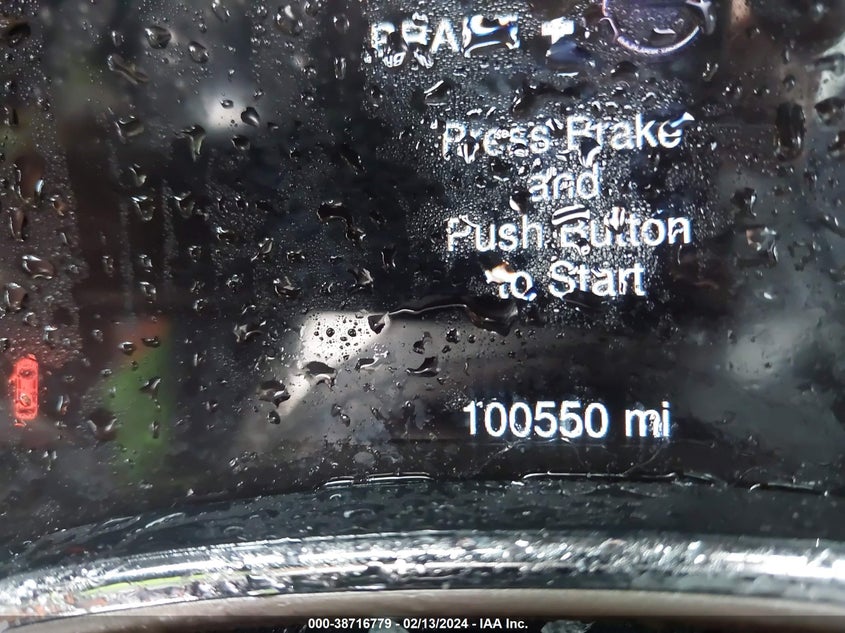 Press Brake
and
Push Button
to Start
100550 mi
000-38716779 - 02/13/2024 - IAA Inc.